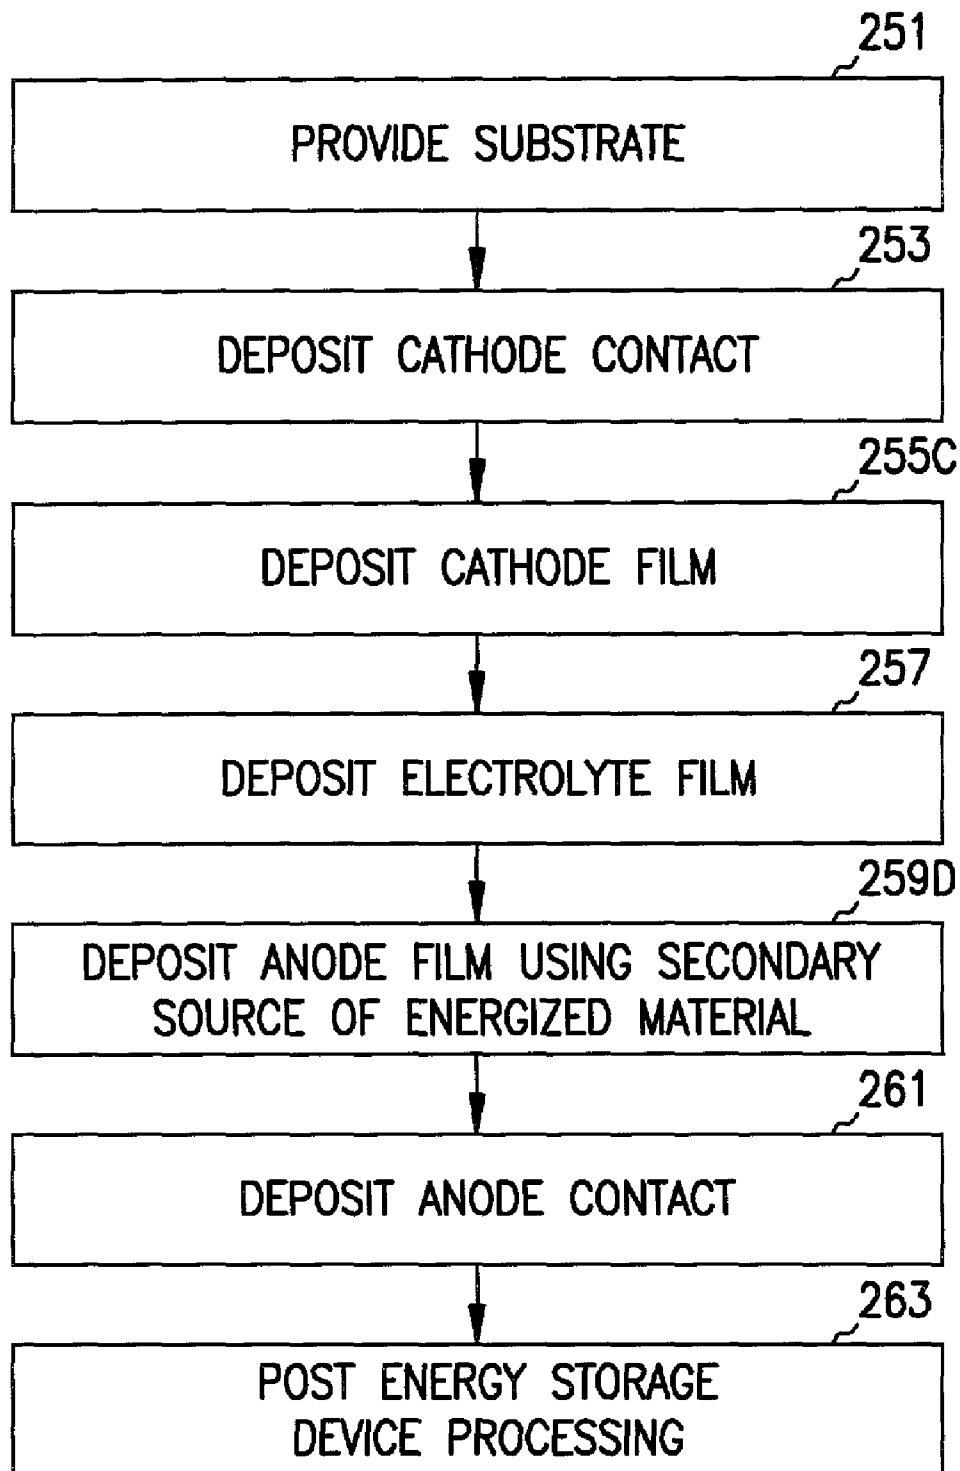 251
PROVIDE SUBSTRATE
253
DEPOSIT CATHODE CONTACT
255C
DEPOSIT CATHODE FILM
257
DEPOSIT ELECTROLYTE FILM
259D
DEPOSIT ANODE FILM USING SECONDARY
SOURCE OF ENERGIZED MATERIAL
261
DEPOSIT ANODE CONTACT
263
POST ENERGY STORAGE
DEVICE PROCESSING